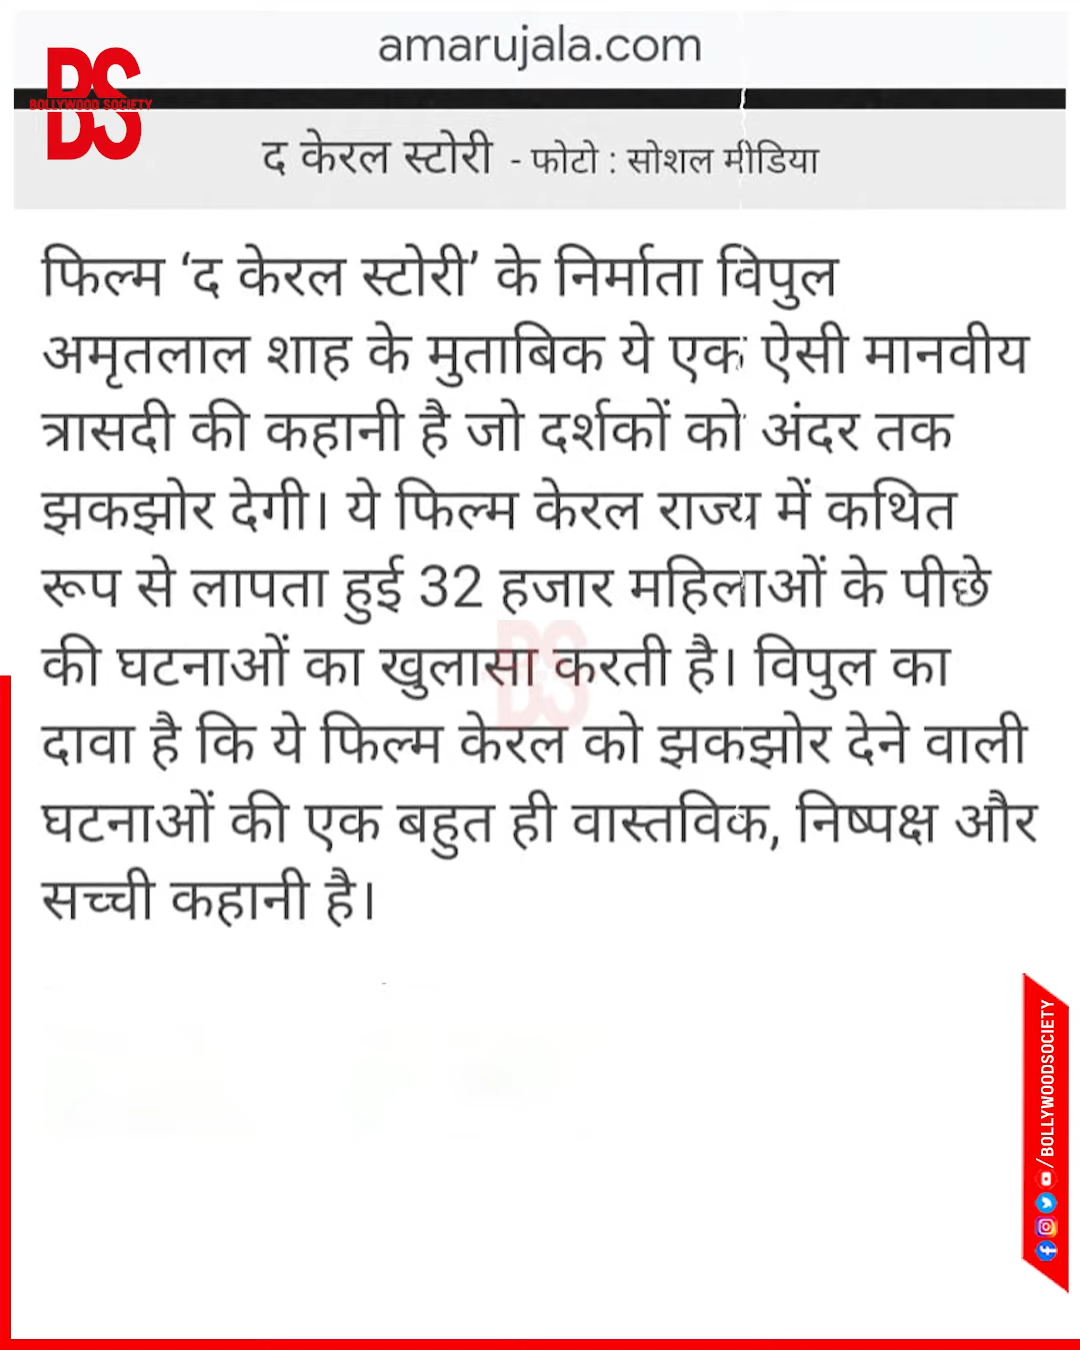 amarujala.com
BS
BOLLYWOOD SOCIETY
द केरल स्टोरी - फोटो : सोशल मीडिया
फिल्म ‘द केरल स्टोरी’ के निर्माता विपुल
अमृतलाल शाह के मुताबिक ये एक ऐसी मानवीय
त्रासदी की कहानी है जो दर्शकों को अंदर तक
झकझोर देगी। ये फिल्म केरल राज्य में कथित
रूप से लापता हुई 32 हजार महिलाओं के पीछे
की घटनाओं का खुलासा करती है। विपुल का
दावा है कि ये फिल्म केरल को झकझोर देने वाली
घटनाओं की एक बहुत ही वास्तविक, निष्पक्ष और
सच्ची कहानी है।
BS
/BOLLYWOODSOCIETY